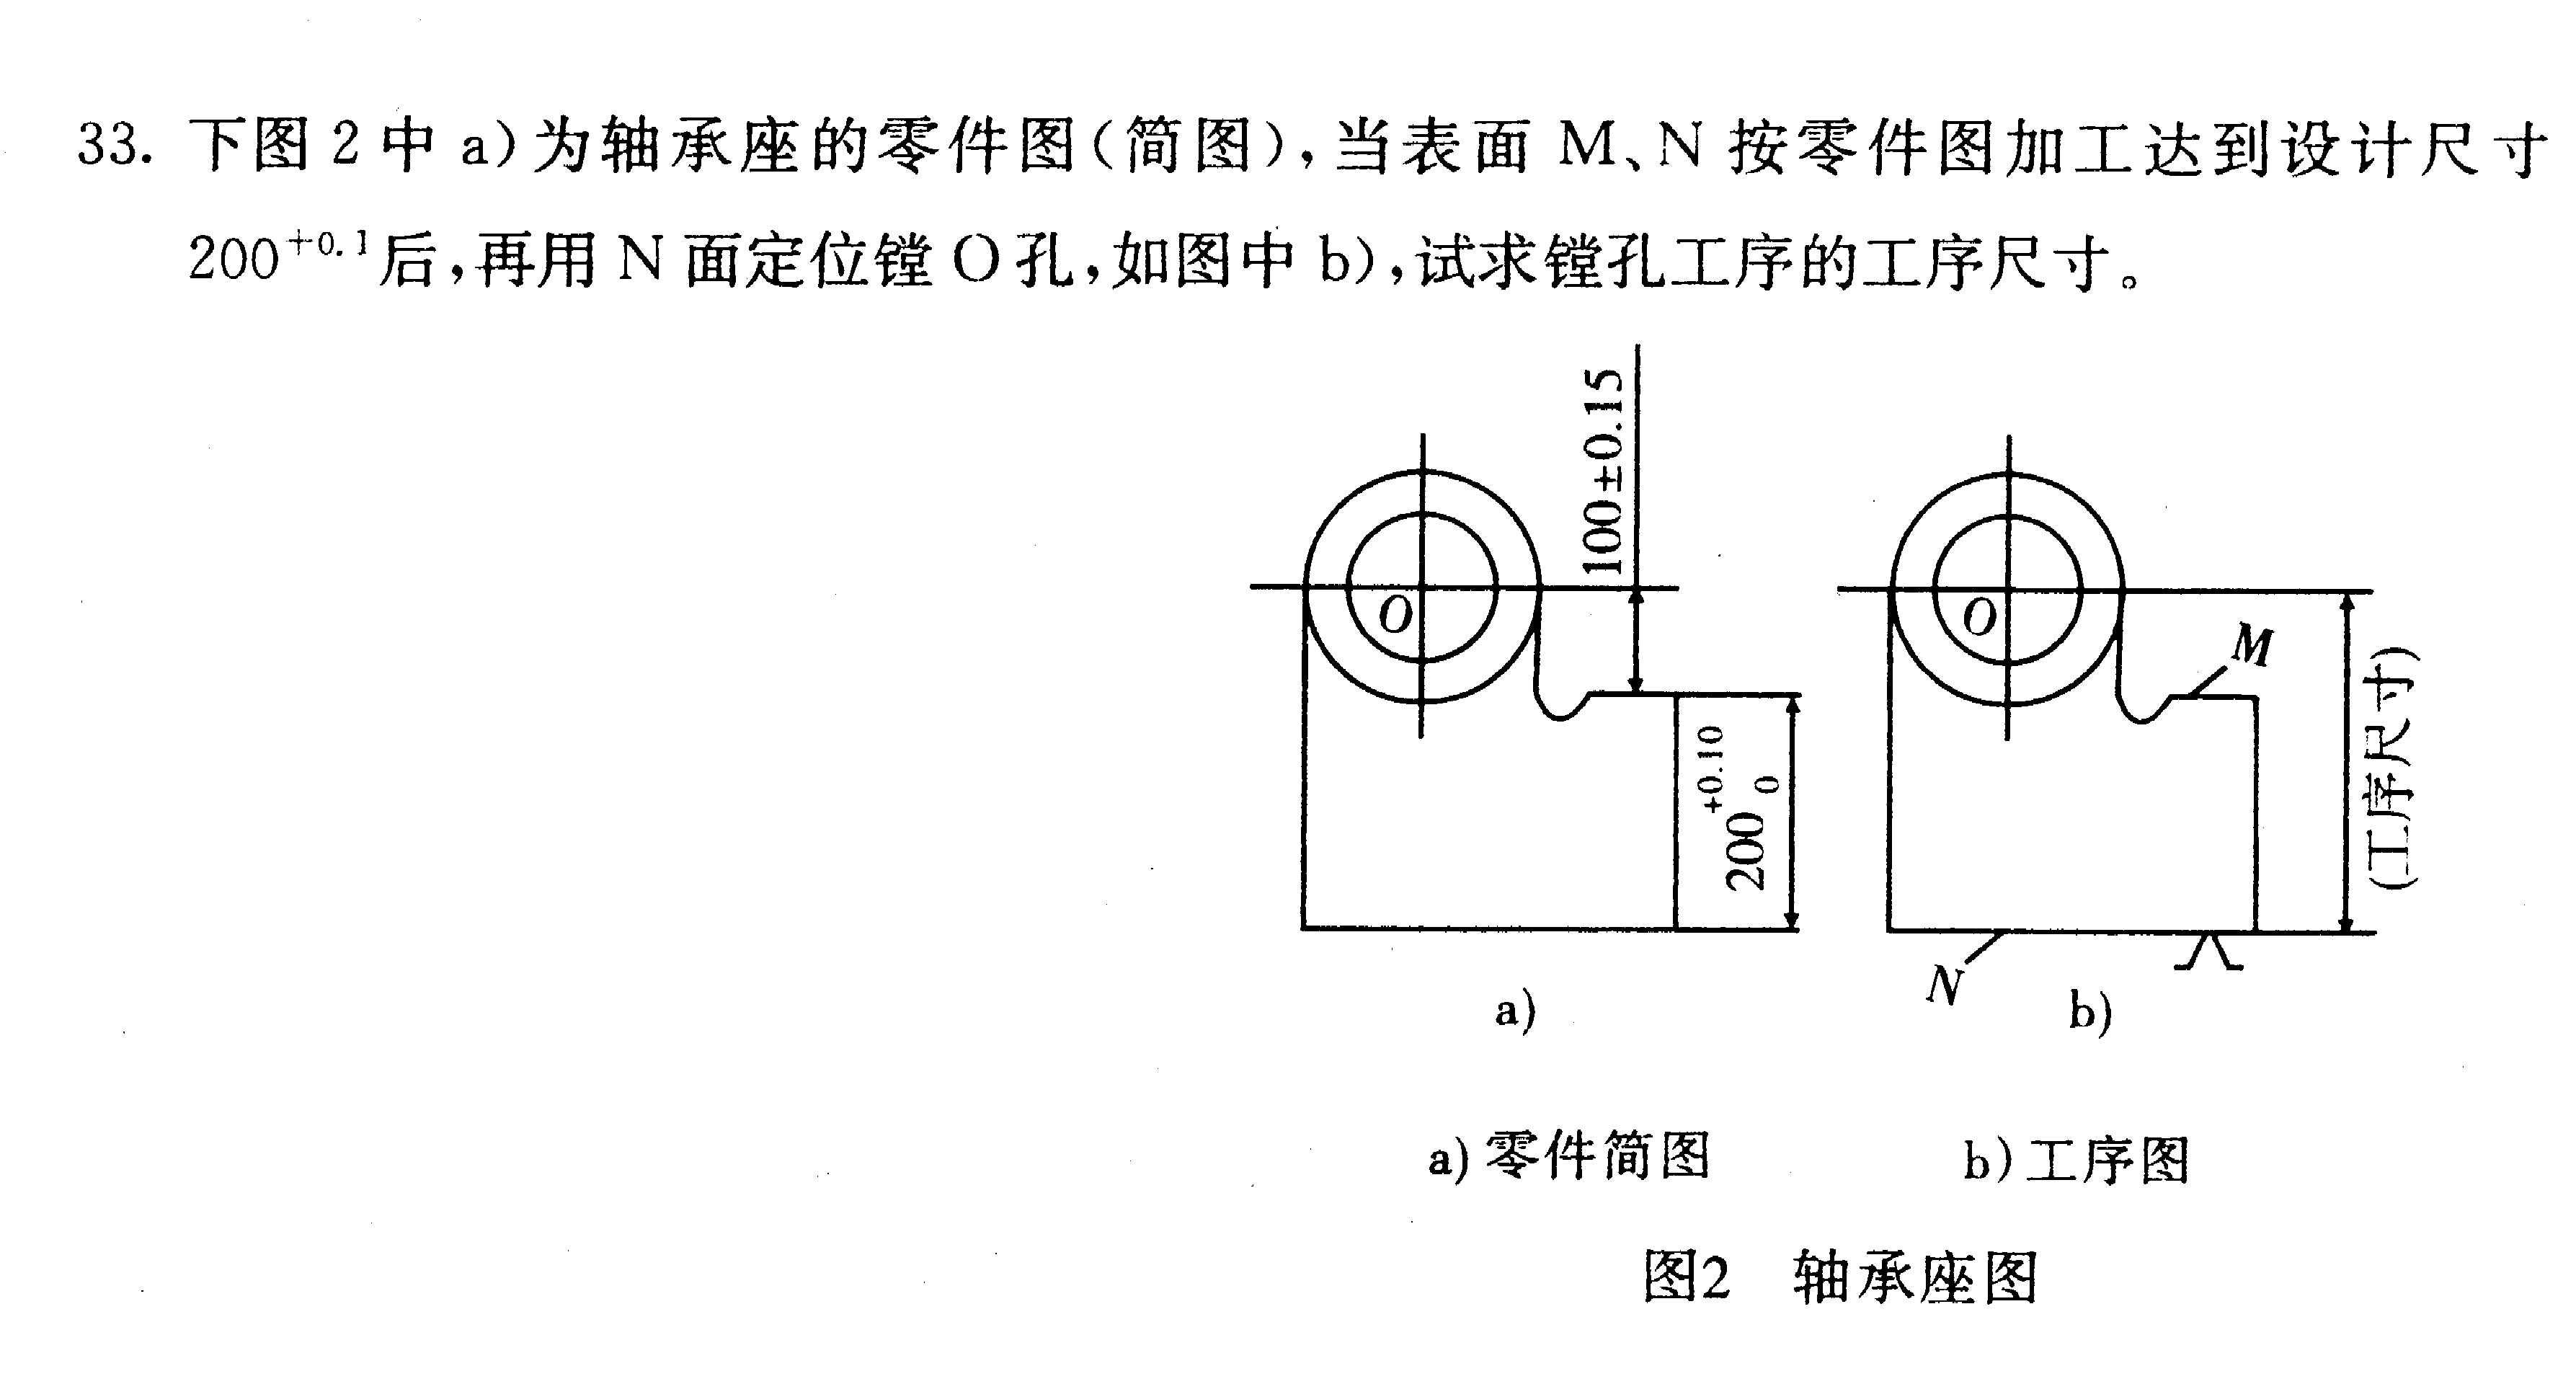 33. 下图 2 中 a)为轴承座的零件图(简图),当表面 M、N 按零件图加工达到设计尺寸
200⁺⁰·¹后,再用 N 面定位镗 O 孔,如图中 b),试求镗孔工序的工序尺寸。
100±0.15
O
+0.10
200 0
a)
O
M
(工序尺寸)
N
b)
a)零件简图 b)工序图
图2 轴承座图